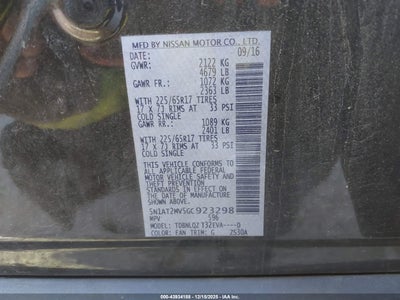 MFD BY NISSAN MOTOR CO., LTD.
DATE: 09/16
GVWR: 2122 KG
4679 LB
GAWR FR: 1072 KG
2363 LB
WITH 225/65R17 TIRES
17 X 7J RIMS AT 33 PSI
COLD SINGLE
GAWR RR: 1089 KG
2401 LB
WITH 225/65R17 TIRES
17 X 7J RIMS AT 33 PSI
COLD SINGLE
THIS VEHICLE CONFORMS TO ALL
APPLICABLE FEDERAL
MOTOR VEHICLE SAFETY AND
THEFT PREVENTION
STANDARDS IN EFFECT
ON THE DATE OF
MANUFACTURE SHOWN
ABOVE.
5N1AT2MV5GC923298
MPV 596
MODEL: T32EVA----D
COLOR: EAN TRIM: G
STOCK: 43934188 | 12/18/2025 | IAA